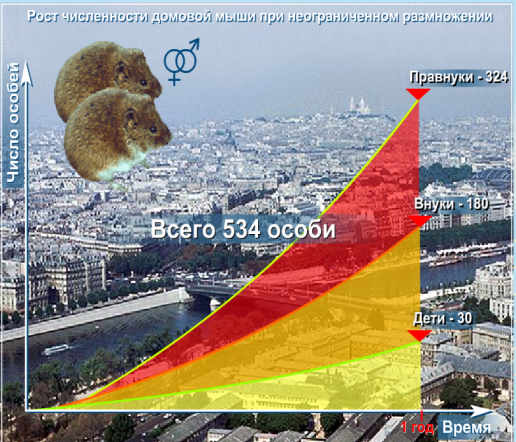 Рост численности домовой мыши при неограниченном размножении
Число особей
Правнуки - 324
Внуки - 180
Всего 534 особи
Дети - 30
1 год
Время